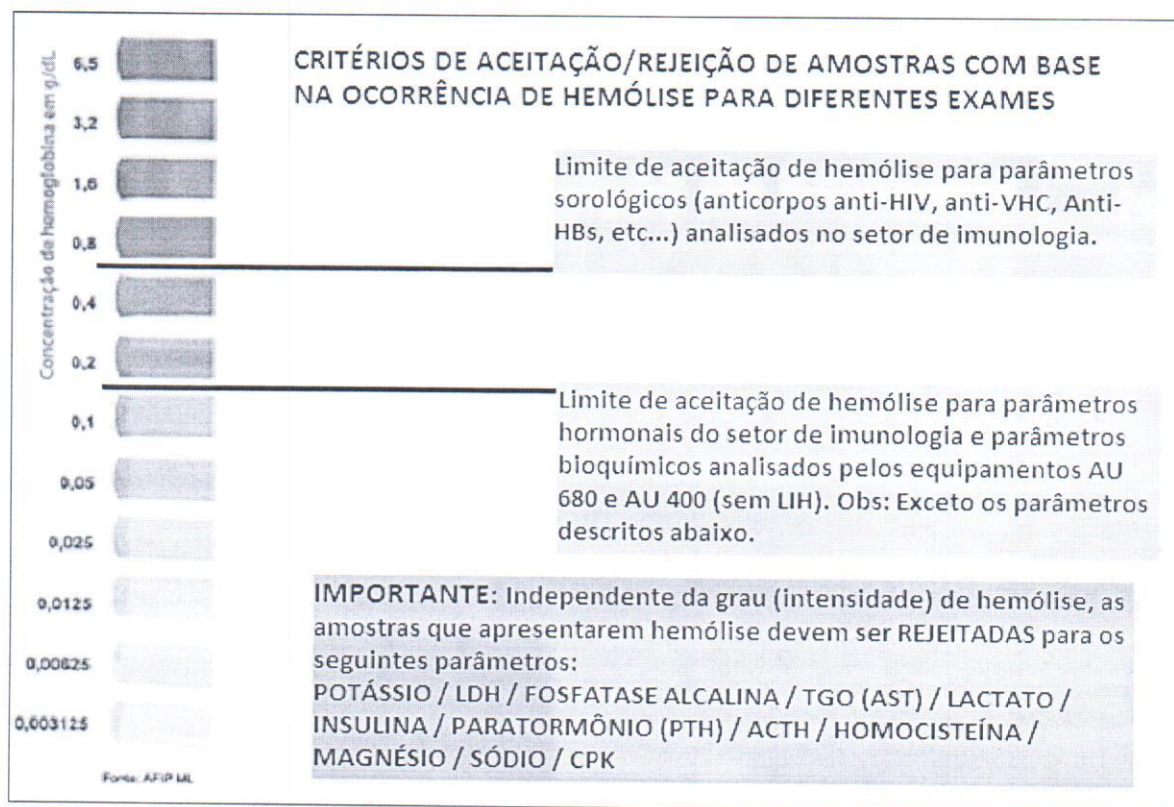 CRITÉRIOS DE ACEITAÇÃO/REJEIÇÃO DE AMOSTRAS COM BASE
NA OCORRÊNCIA DE HEMÓLISE PARA DIFERENTES EXAMES
Concentração de hemoglobina em g/dL
6,5
3,2
1,6
0,8
0,4
0,2
0,1
0,05
0,025
0,0125
0,00625
0,003125
Limite de aceitação de hemólise para parâmetros
sorológicos (anticorpos anti-HIV, anti-VHC, Anti-
HBs, etc...) analisados no setor de imunologia.
Limite de aceitação de hemólise para parâmetros
hormonais do setor de imunologia e parâmetros
bioquímicos analisados pelos equipamentos AU
680 e AU 400 (sem LIH). Obs: Exceto os parâmetros
descritos abaixo.
IMPORTANTE: Independente da grau (intensidade) de hemólise, as
amostras que apresentarem hemólise devem ser REJEITADAS para os
seguintes parâmetros:
POTÁSSIO / LDH / FOSFATASE ALCALINA / TGO (AST) / LACTATO /
INSULINA / PARATORMÔNIO (PTH) / ACTH / HOMOCISTEÍNA /
MAGNÉSIO / SÓDIO / CPK
Fonte: AFIP ML